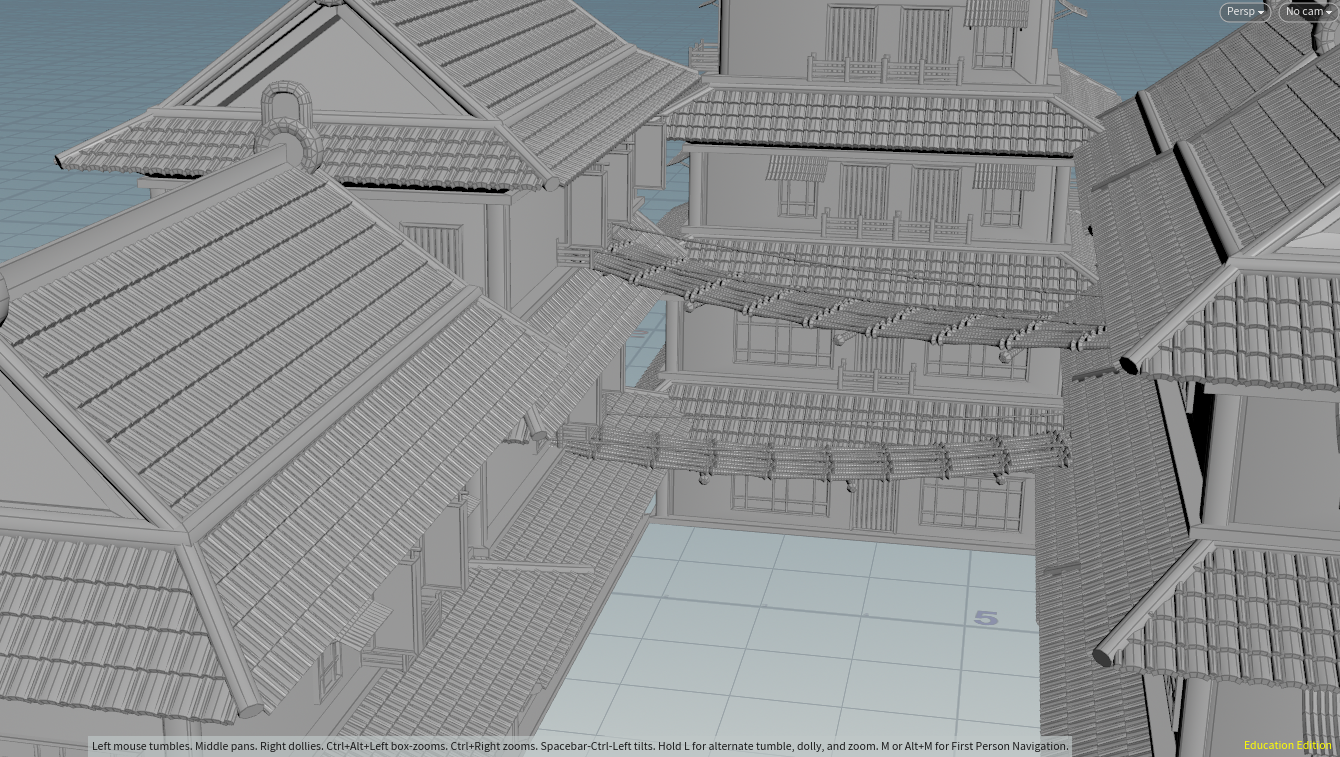 Persp
No cam
5
Left mouse tumbles. Middle pans. Right dollies. Ctrl+Alt+Left box-zooms. Ctrl+Right zooms. Spacebar-Ctrl-Left tilts. Hold L for alternate tumble, dolly, and zoom. M or Alt+M for First Person Navigation.
Education Edition